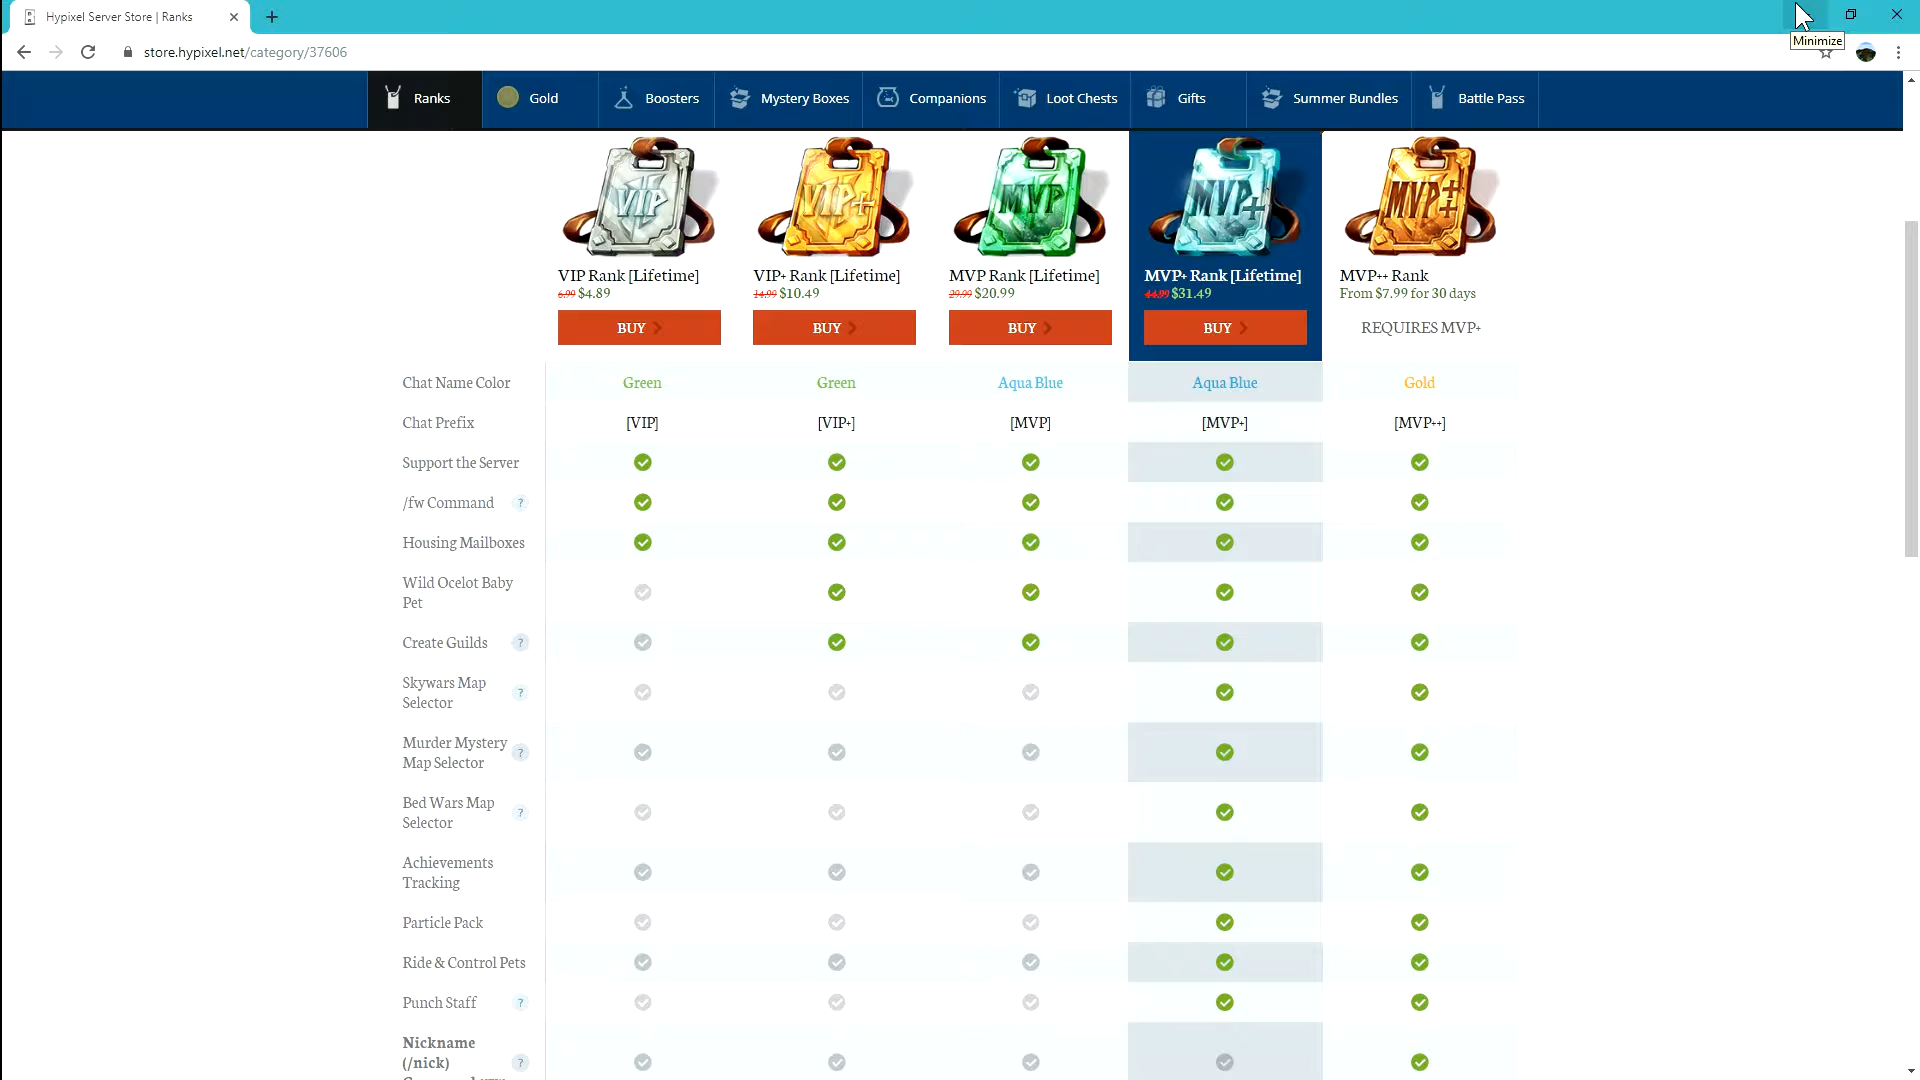 Hypixel Server Store | Ranks
Minimize
store.hypixel.net/category/37606
Ranks Gold Boosters Mystery Boxes Companions Loot Chests Gifts Summer Bundles Battle Pass
VIP VIP+ MVP MVP+ MVP++
VIP Rank [Lifetime] VIP+ Rank [Lifetime] MVP Rank [Lifetime] MVP+ Rank [Lifetime] MVP++ Rank
6.99 $4.89 14.99 $10.49 29.99 $20.99 44.99 $31.49 From $7.99 for 30 days
BUY BUY BUY BUY REQUIRES MVP+
Chat Name Color Green Green Aqua Blue Aqua Blue Gold
Chat Prefix [VIP] [VIP+] [MVP] [MVP+] [MVP++]
Support the Server
/fw Command ?
Housing Mailboxes
Wild Ocelot Baby
Pet
Create Guilds ?
Skywars Map
Selector ?
Murder Mystery
Map Selector ?
Bed Wars Map
Selector ?
Achievements
Tracking
Particle Pack
Ride & Control Pets
Punch Staff ?
Nickname
(/nick) ?